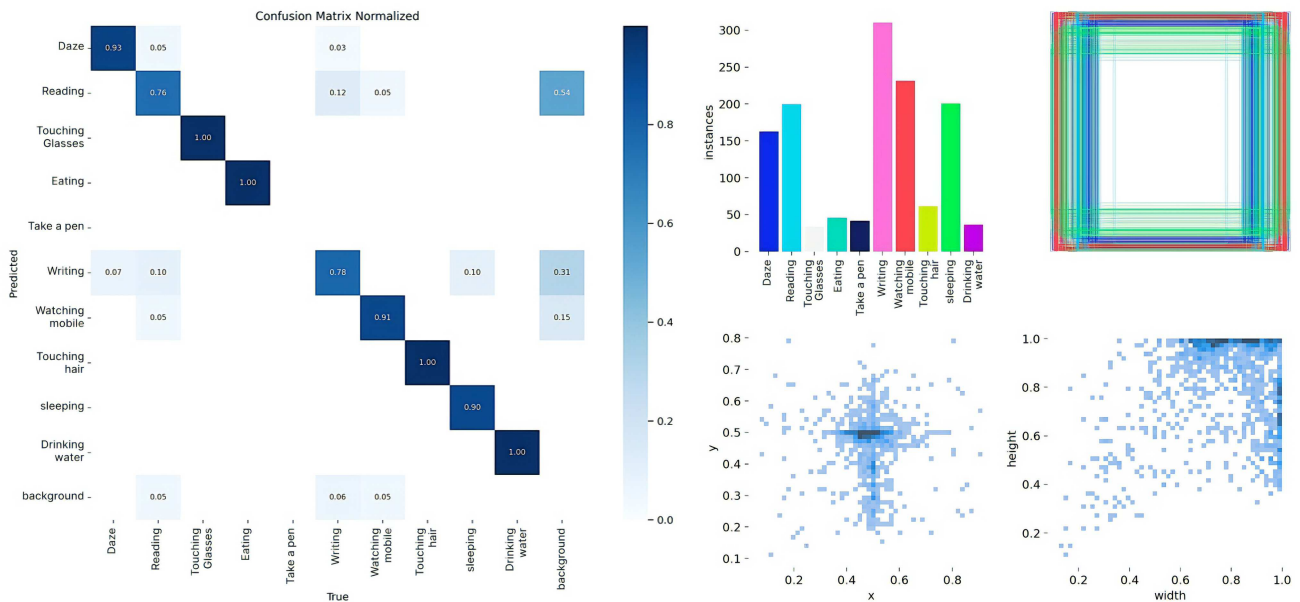 Confusion Matrix Normalized
Daze
0.93
0.05
0.03
Reading
0.76
0.12
0.05
0.54
Touching
Glasses
1.00
Eating
1.00
Take a pen
Writing
0.07
0.10
0.78
0.10
0.31
Watching
mobile
0.05
0.91
0.15
Touching
hair
1.00
sleeping
0.90
Drinking
water
1.00
background
0.05
0.06
0.05
Predicted
Daze
Reading
Touching
Glasses
Eating
Take a pen
Writing
Watching
mobile
Touching
hair
sleeping
Drinking
water
background
True
0.8
0.6
0.4
0.2
0.0
instances
300
250
200
150
100
50
0
Daze
Reading
Touching
Glasses
Eating
Take a pen
Writing
Watching
mobile
Touching
hair
sleeping
Drinking
water
y
0.8
0.7
0.6
0.5
0.4
0.3
0.2
0.1
0.2
0.4
0.6
0.8
x
height
1.0
0.8
0.6
0.4
0.2
0.2
0.4
0.6
0.8
1.0
width